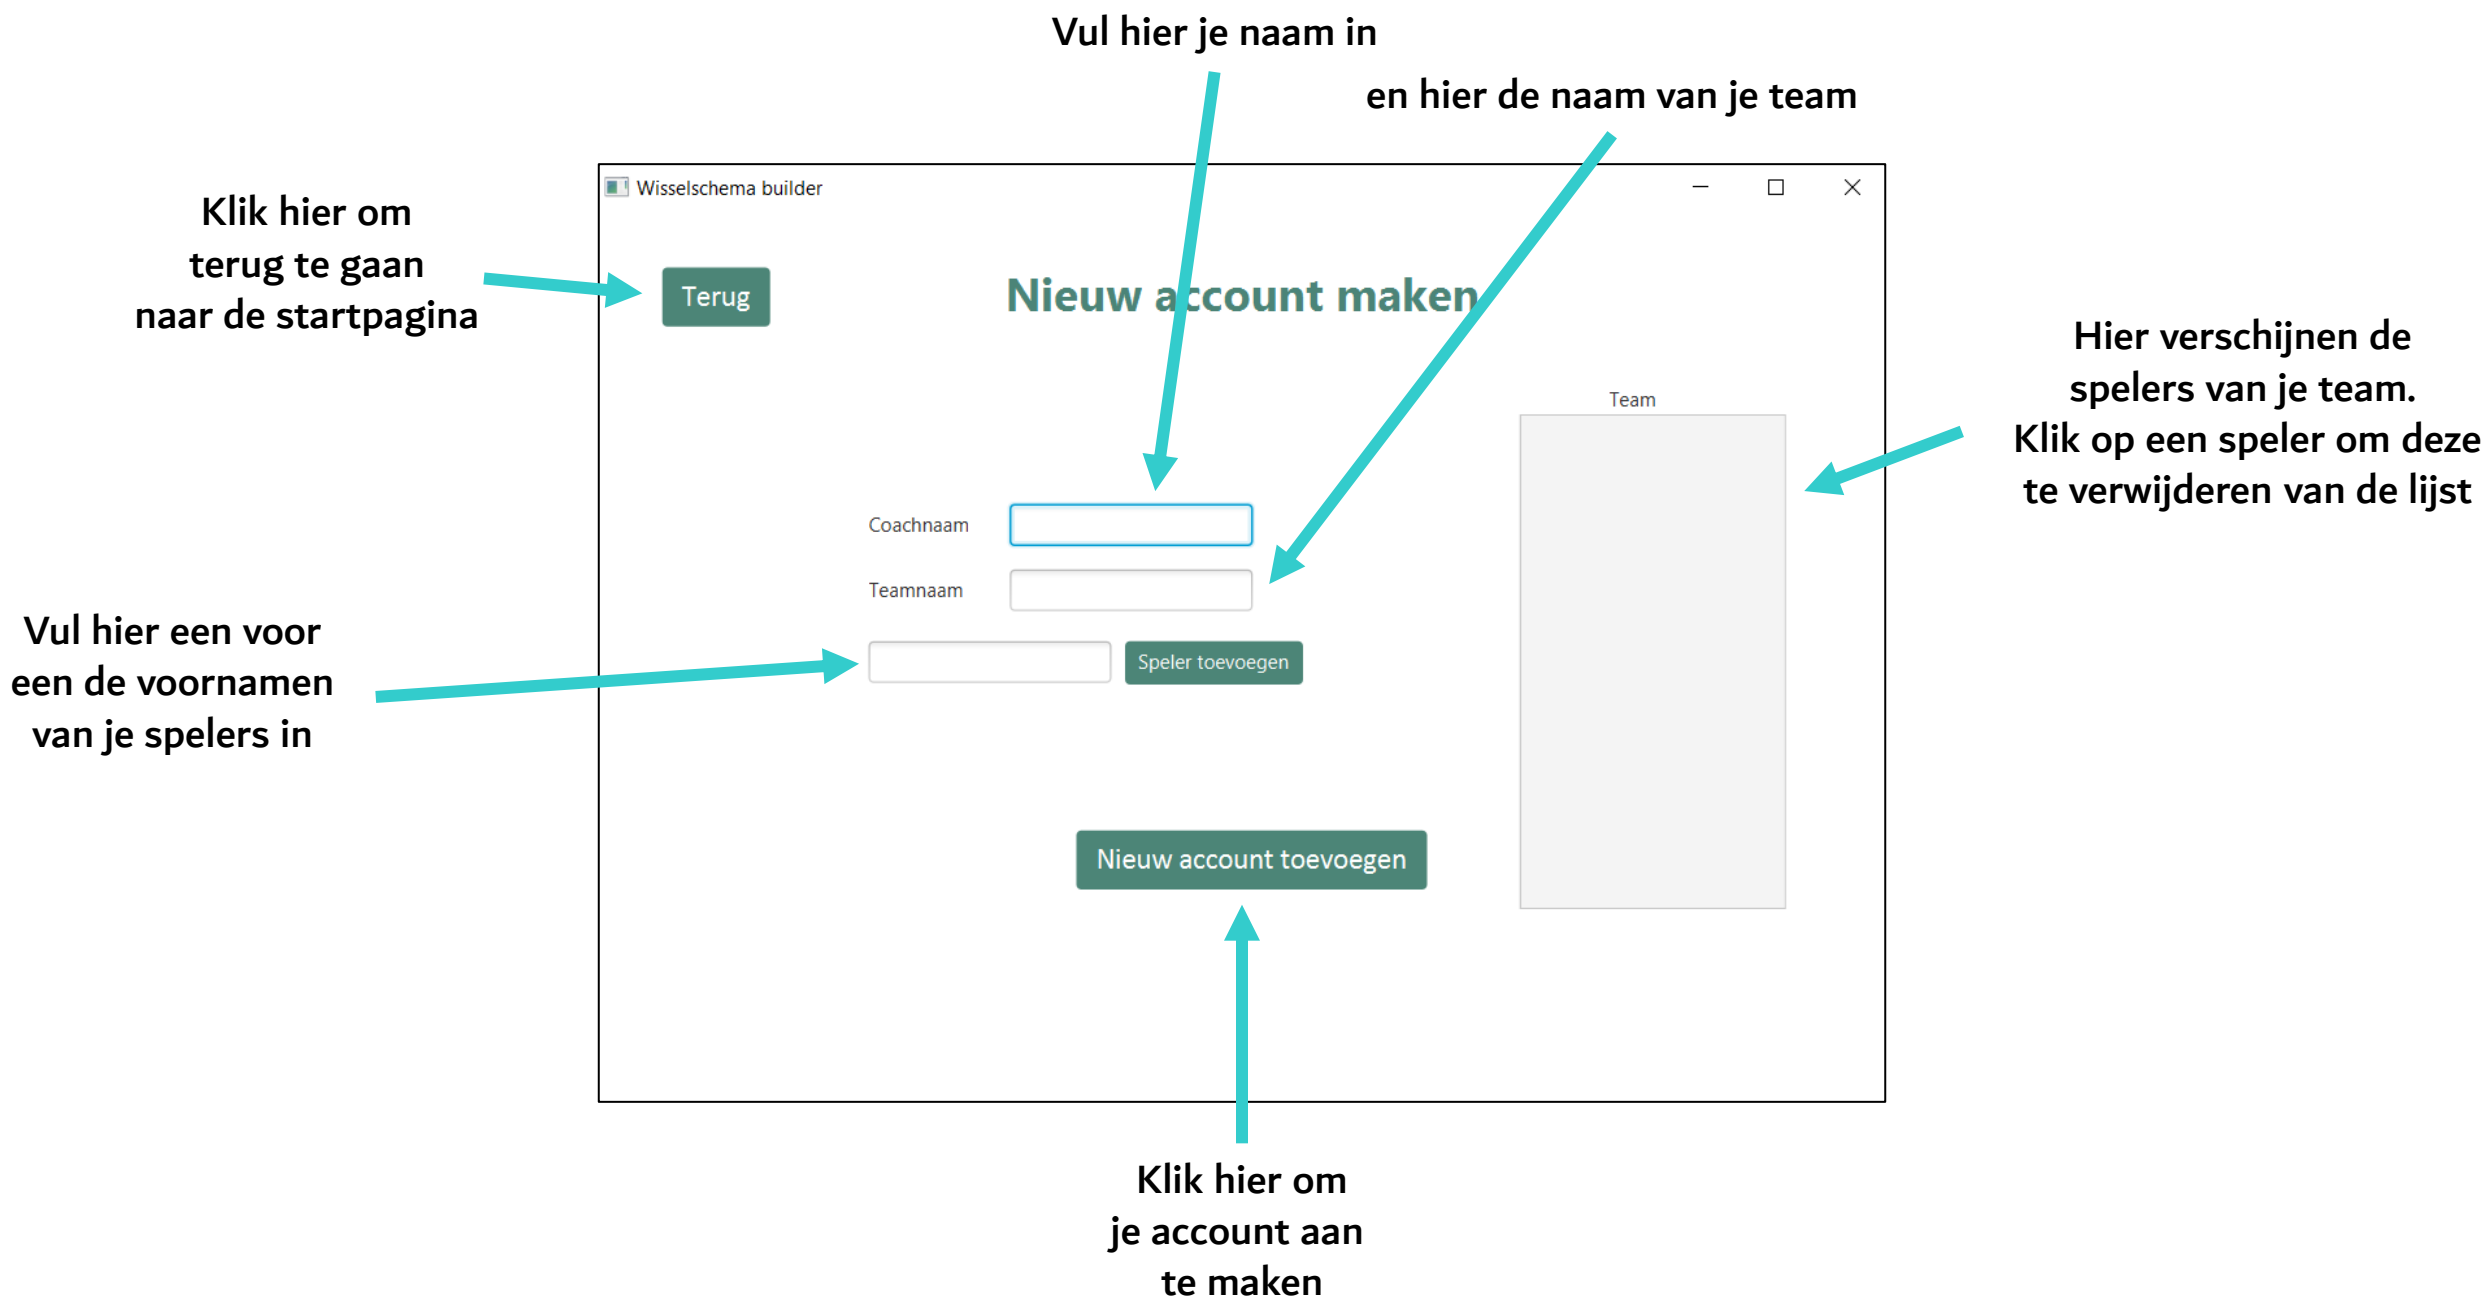 Vul hier je naam in
en hier de naam van je team
Wisselschema builder
Klik hier om
terug te gaan
naar de startpagina
Terug
Nieuw account maken
Hier verschijnen de
spelers van je team.
Klik op een speler om deze
te verwijderen van de lijst
Team
Coachnaam
Teamnaam
Vul hier een voor
een de voornamen
van je spelers in
Speler toevoegen
Nieuw account toevoegen
Klik hier om
je account aan
te maken